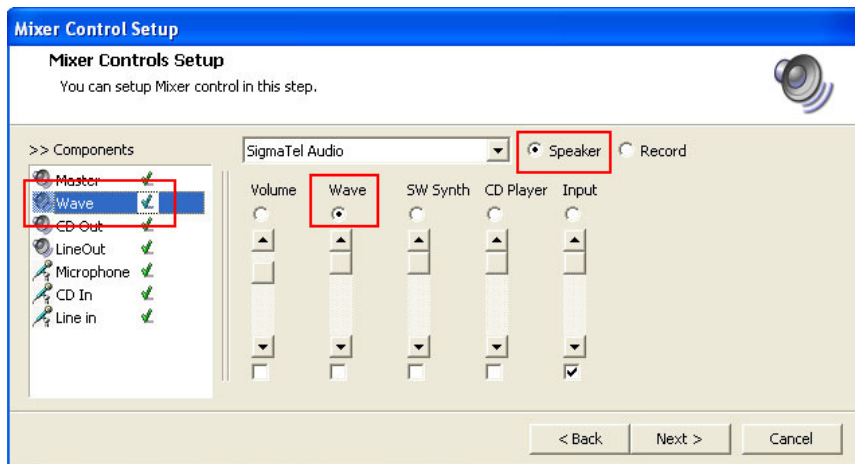 Mixer Control Setup
Mixer Controls Setup
You can setup Mixer control in this step.
>> Components
SigmaTel Audio
Speaker
Record
Master
Wave
CD Out
LineOut
Microphone
CD In
Line in
Volume Wave SW Synth CD Player Input
< Back Next > Cancel